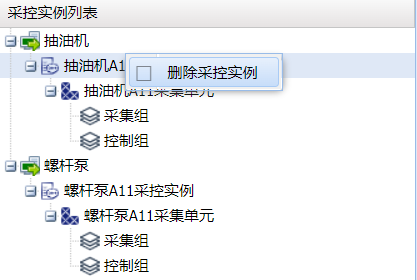 采控实例列表
抽油机
抽油机A1
删除采控实例
抽油机A11采集单元
采集组
控制组
螺杆泵
螺杆泵A11采控实例
螺杆泵A11采集单元
采集组
控制组